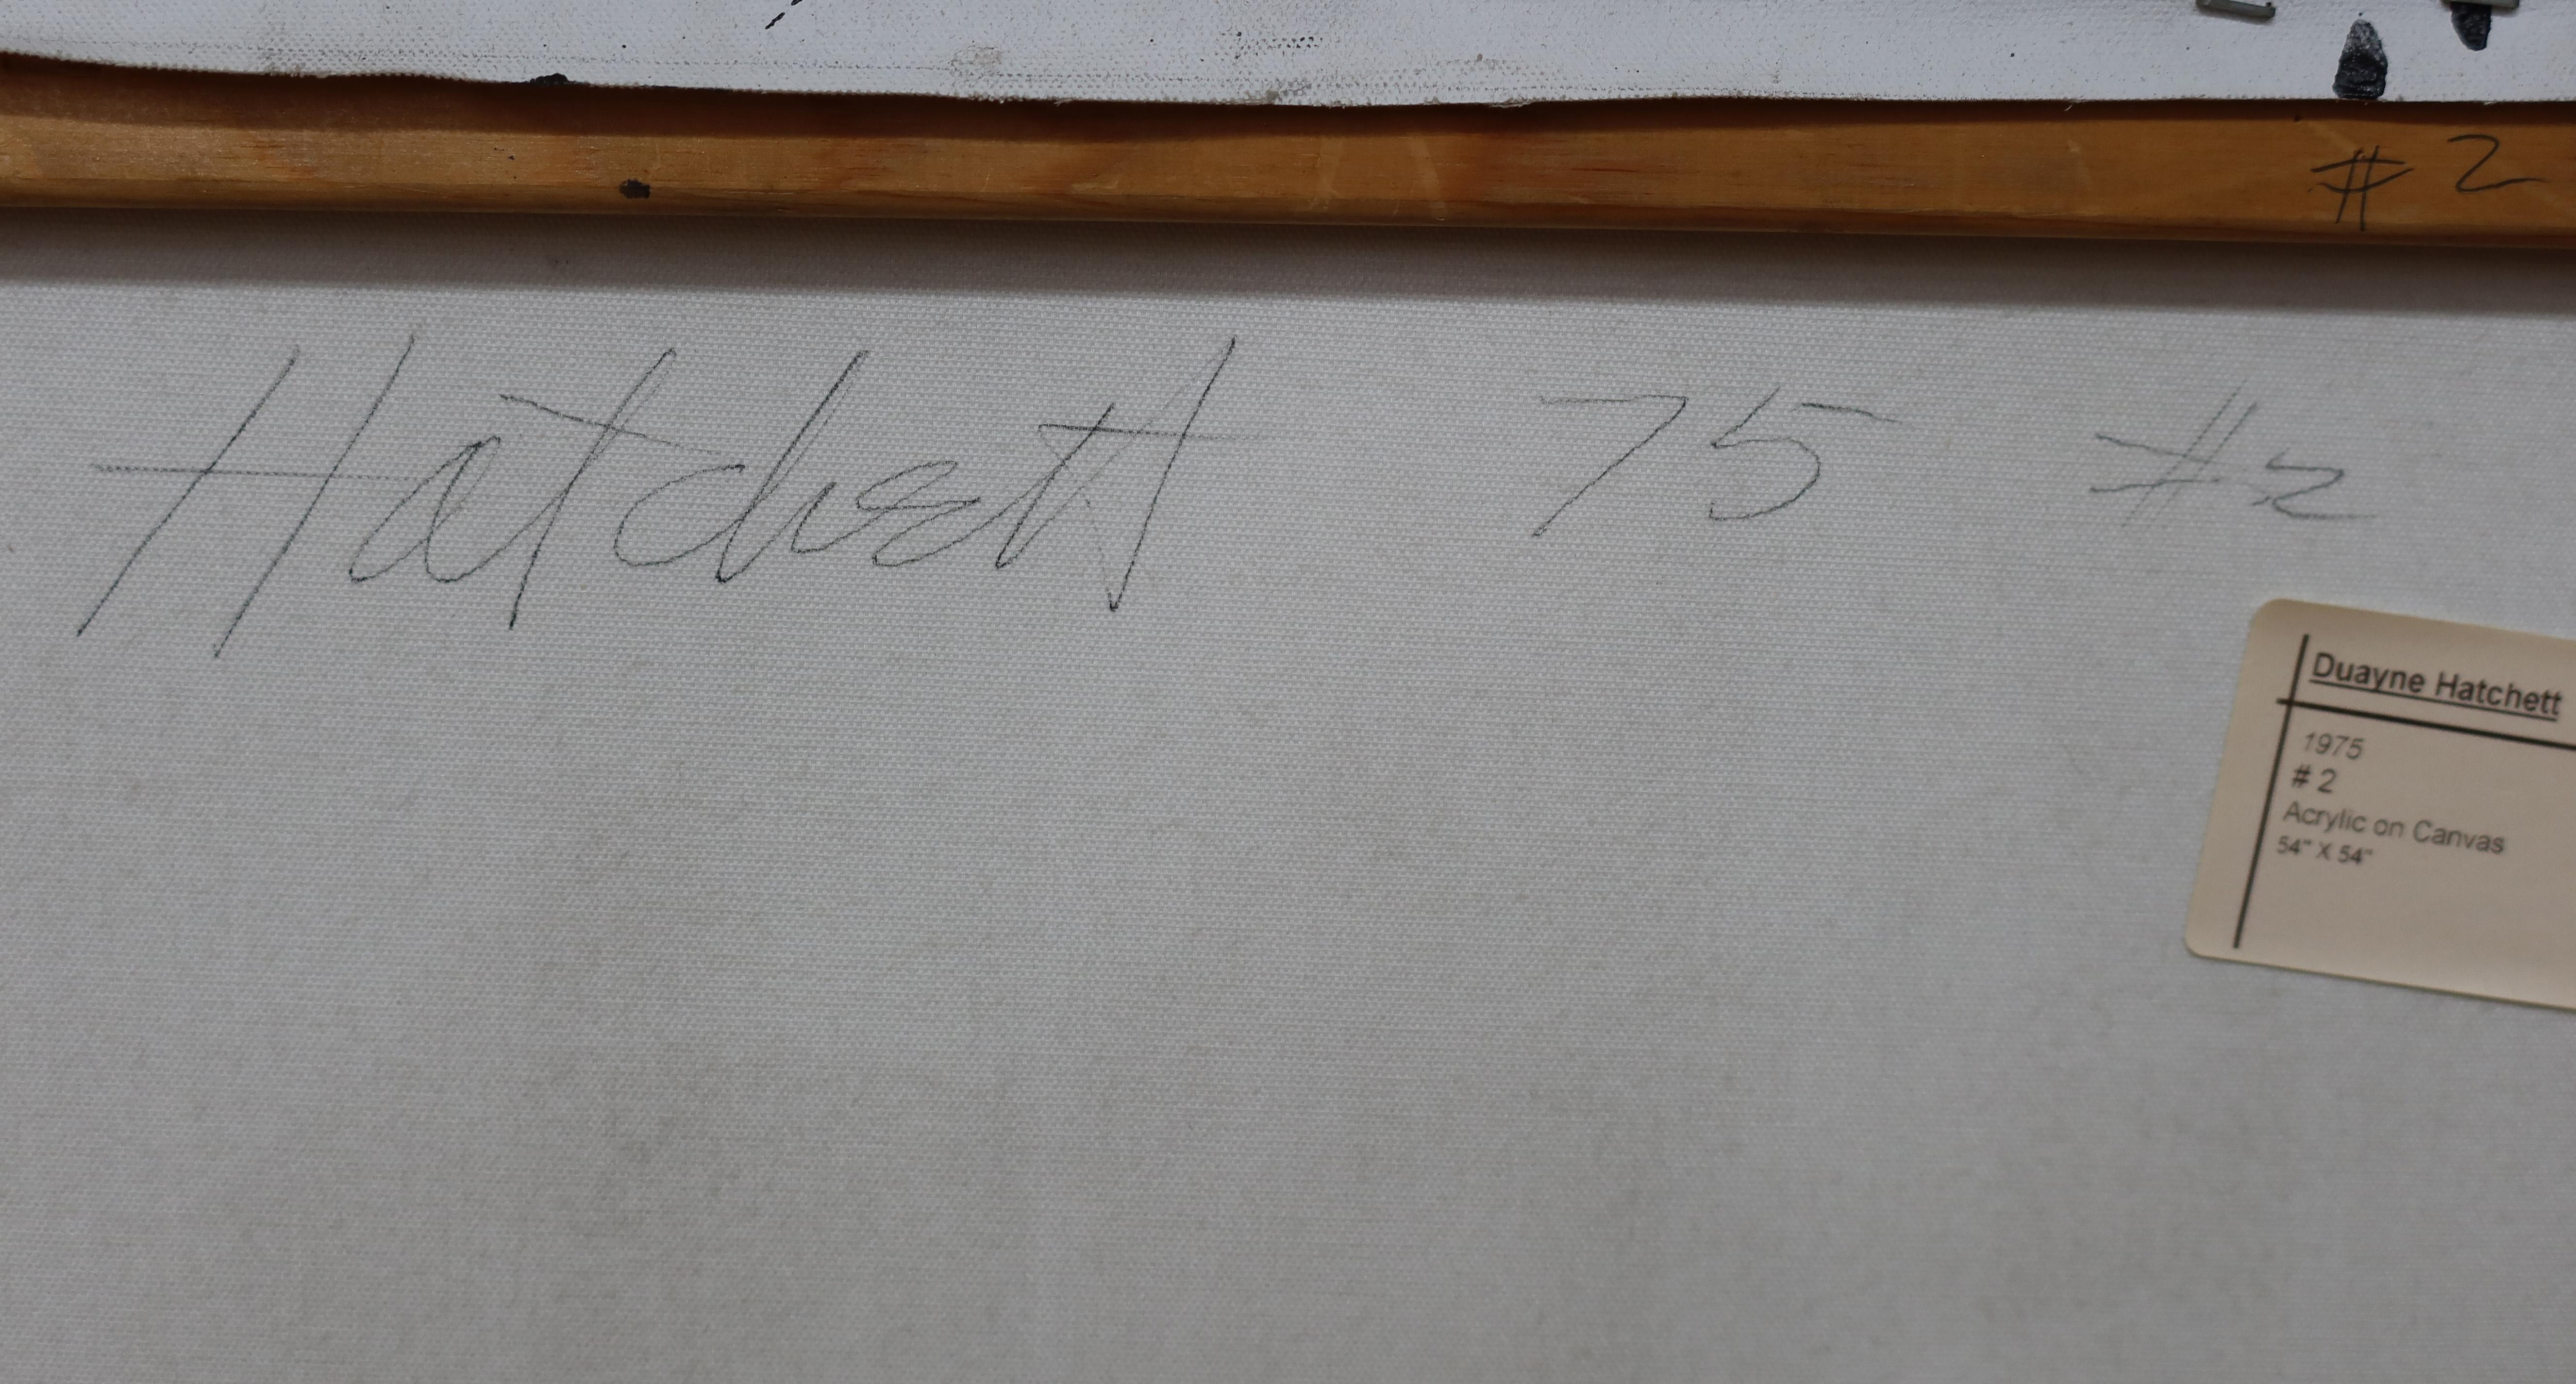 # 2
Hatchett 75 #2
Duayne Hatchett
1975
# 2
Acrylic on Canvas
54" X 54"